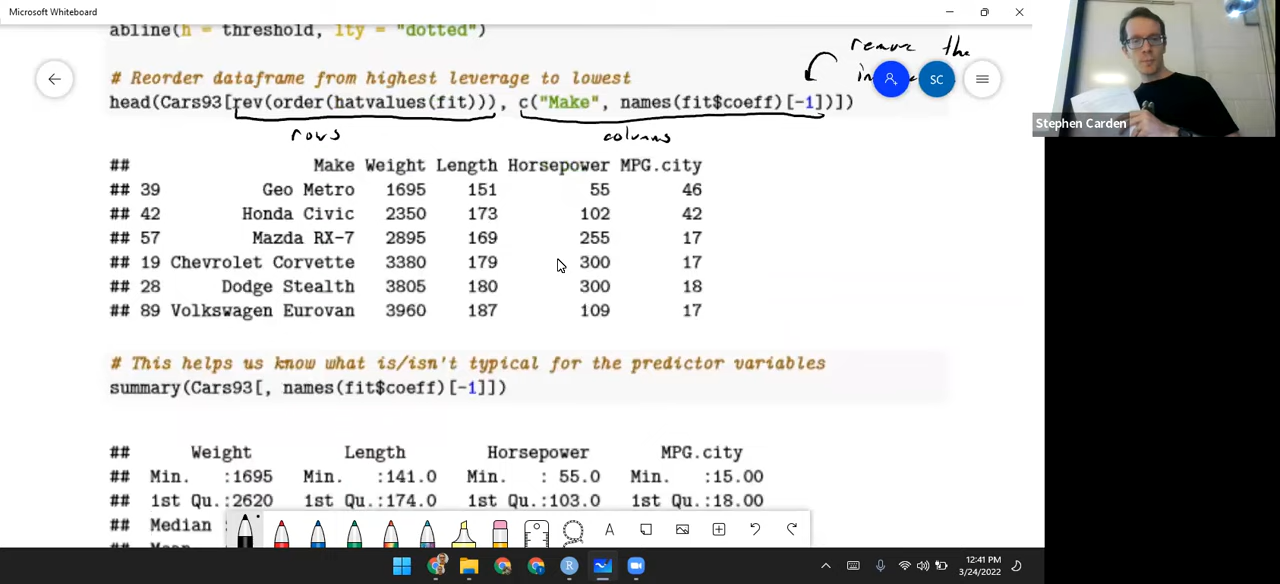 Microsoft Whiteboard
abline(h = threshold, lty = "dotted")
remove the
# Reorder dataframe from highest leverage to lowest
SC
head(Cars93[rev(order(hatvalues(fit))), c("Make", names(fit$coeff)[-1])])
Stephen Carden
rows columns
## Make Weight Length Horsepower MPG.city
## 39 Geo Metro 1695 151 55 46
## 42 Honda Civic 2350 173 102 42
## 57 Mazda RX-7 2895 169 255 17
## 19 Chevrolet Corvette 3380 179 300 17
## 28 Dodge Stealth 3805 180 300 18
## 89 Volkswagen Eurovan 3960 187 109 17
# This helps us know what is/isn't typical for the predictor variables
summary(Cars93[, names(fit$coeff)[-1]])
## Weight Length Horsepower MPG.city
## Min. :1695 Min. :141.0 Min. : 55.0 Min. :15.00
## 1st Qu.:2620 1st Qu.:174.0 1st Qu.:103.0 1st Qu.:18.00
## Median
A
12:41 PM
3/24/2022